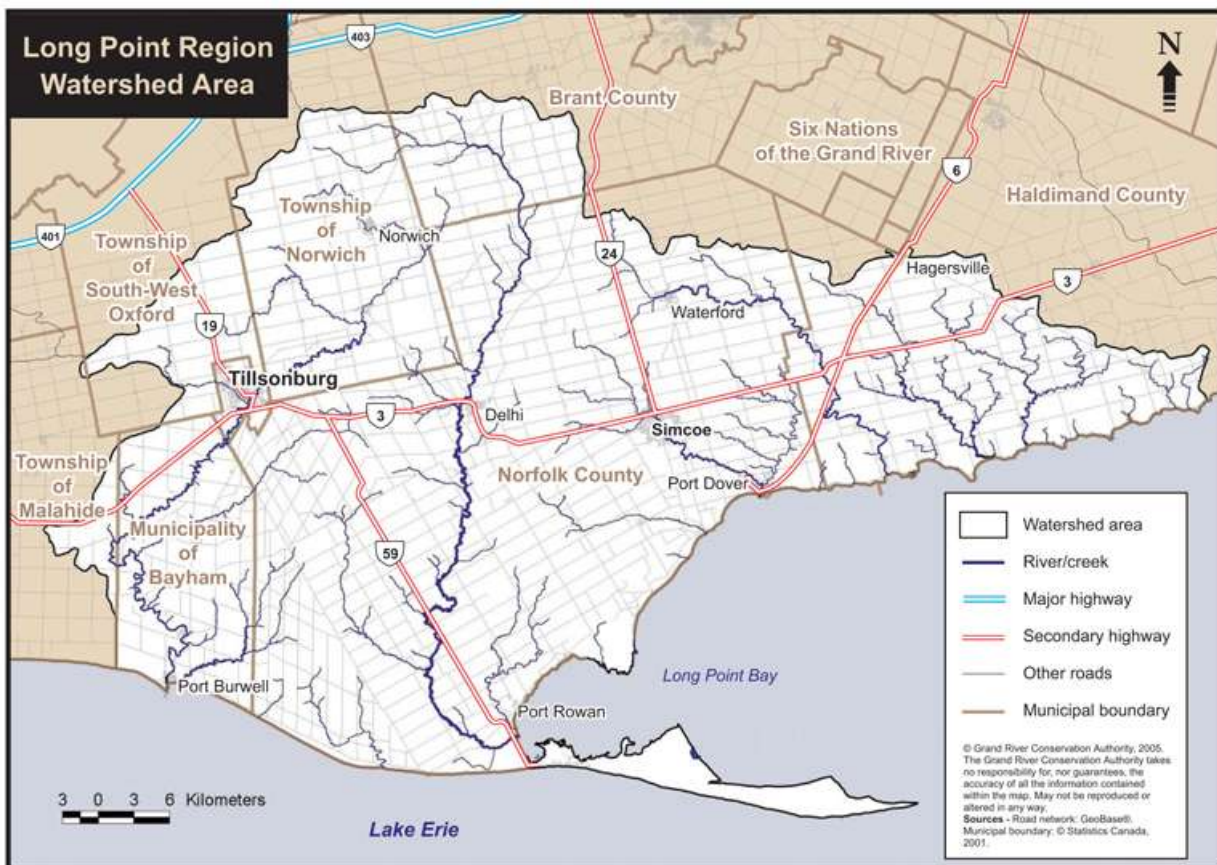 Long Point Region
Watershed Area
403
N
Brant County
Six Nations
of the Grand River
6
Haldimand County
Township
of
Norwich
Norwich
401
Township
of
South-West
Oxford
24
Hagersville
3
19
Waterford
Tillsonburg
3
Delhi
Simcoe
Norfolk County
Port Dover
Township
of
Malahide
Municipality
of
Bayham
59
Port Burwell
Port Rowan
Long Point Bay
Lake Erie
3 0 3 6 Kilometers
Watershed area
River/creek
Major highway
Secondary highway
Other roads
Municipal boundary
© Grand River Conservation Authority, 2005.
The Grand River Conservation Authority takes
no responsibility for, nor guarantees, the
accuracy of all the information contained
within the map. May not be reproduced or
altered in any way.
Sources - Road network: GeoBase®.
Municipal boundary: © Statistics Canada,
2001.